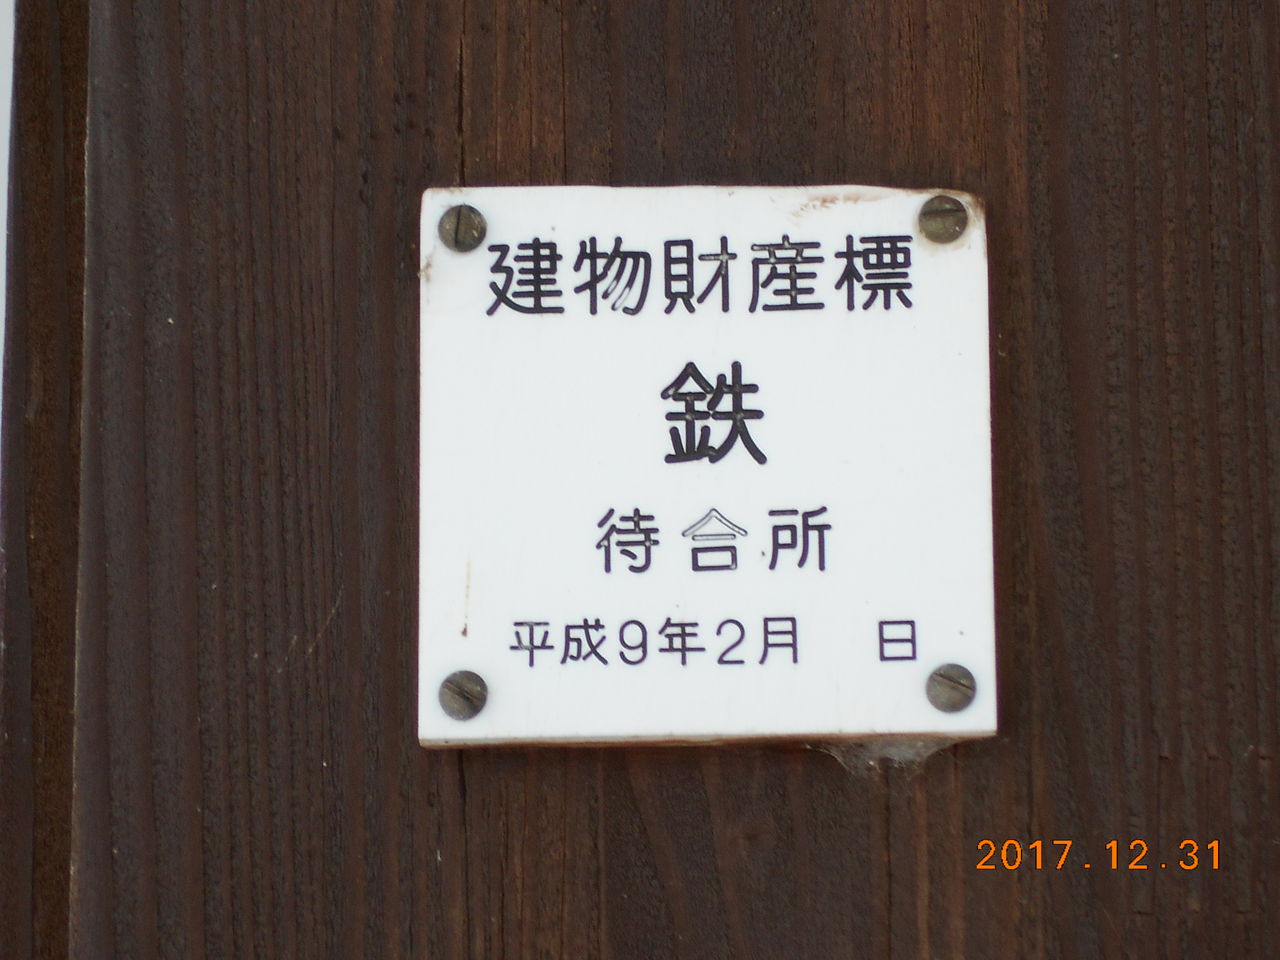 建物財産標
鉄
待合所
平成9年2月　日
2017.12.31